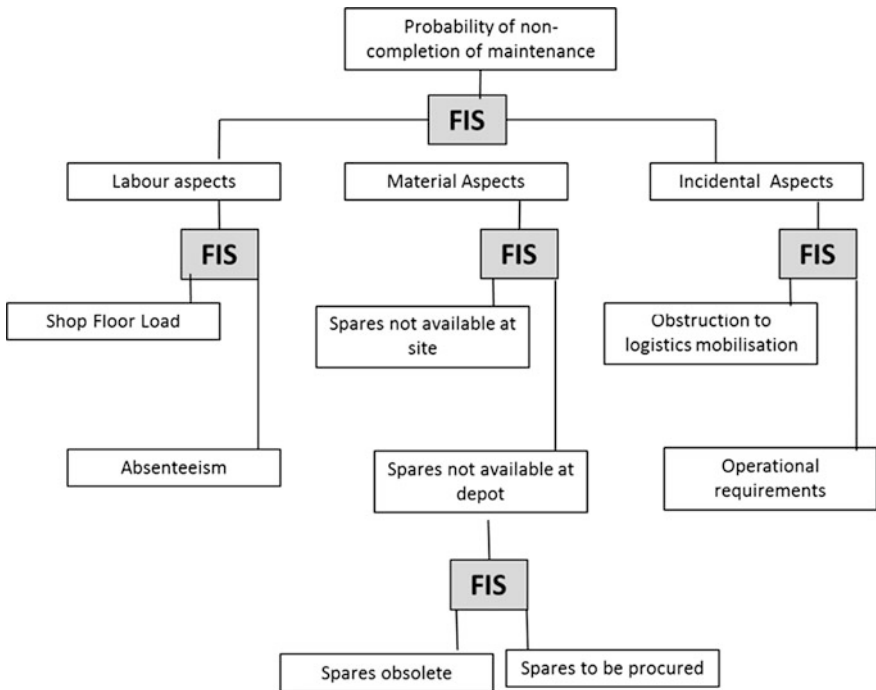 Probability of non-
completion of maintenance
FIS
Labour aspects
Material Aspects
Incidental Aspects
FIS
FIS
FIS
Shop Floor Load
Spares not available at
site
Obstruction to
logistics mobilisation
Absenteeism
Spares not available at
depot
Operational
requirements
FIS
Spares obsolete
Spares to be procured